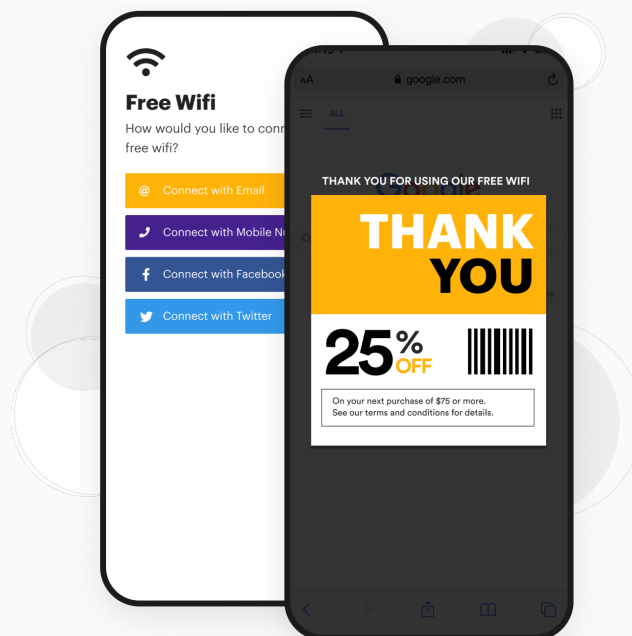 Free Wifi
How would you like to conn
free wifi?
@ Connect with Email
Connect with Mobile Nu
Connect with Facebook
Connect with Twitter
AA google.com
ALL
Google
THANK YOU FOR USING OUR FREE WIFI
THANK
YOU
25% OFF
On your next purchase of $75 or more.
See our terms and conditions for details.